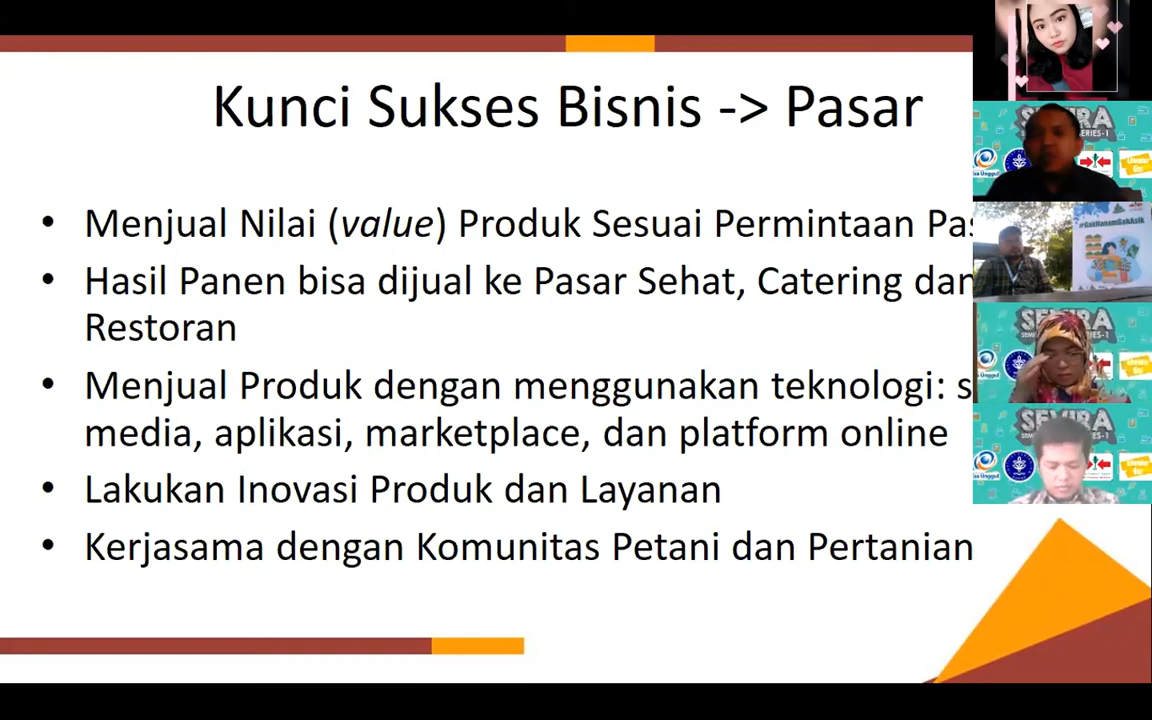 Kunci Sukses Bisnis -> Pasar
• Menjual Nilai (value) Produk Sesuai Permintaan
• Hasil Panen bisa dijual ke Pasar Sehat, Catering dan
Restoran
• Menjual Produk dengan menggunakan teknologi:
media, aplikasi, marketplace, dan platform online
• Lakukan Inovasi Produk dan Layanan
• Kerjasama dengan Komunitas Petani dan Pertanian
#GakNanamGakAsik